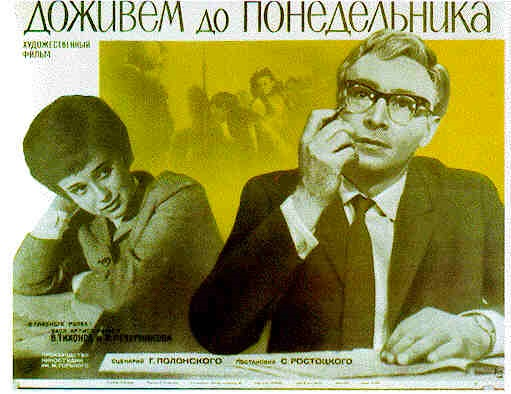 ДОЖИВЕМ ДО ПОНЕДЕЛЬНИКА
ХУДОЖЕСТВЕННЫЙ
ФИЛЬМ
В ГЛАВНЫХ РОЛЯХ:
В. ТИХОНОВ и И. ПЕЧЕРНИКОВА
ПРОИЗВОДСТВО
КИНОСТУДИИ
ИМ. М. ГОРЬКОГО
СЦЕНАРИЙ Г. ПОЛОНСКОГО ПОСТАНОВКА С. РОСТОЦКОГО